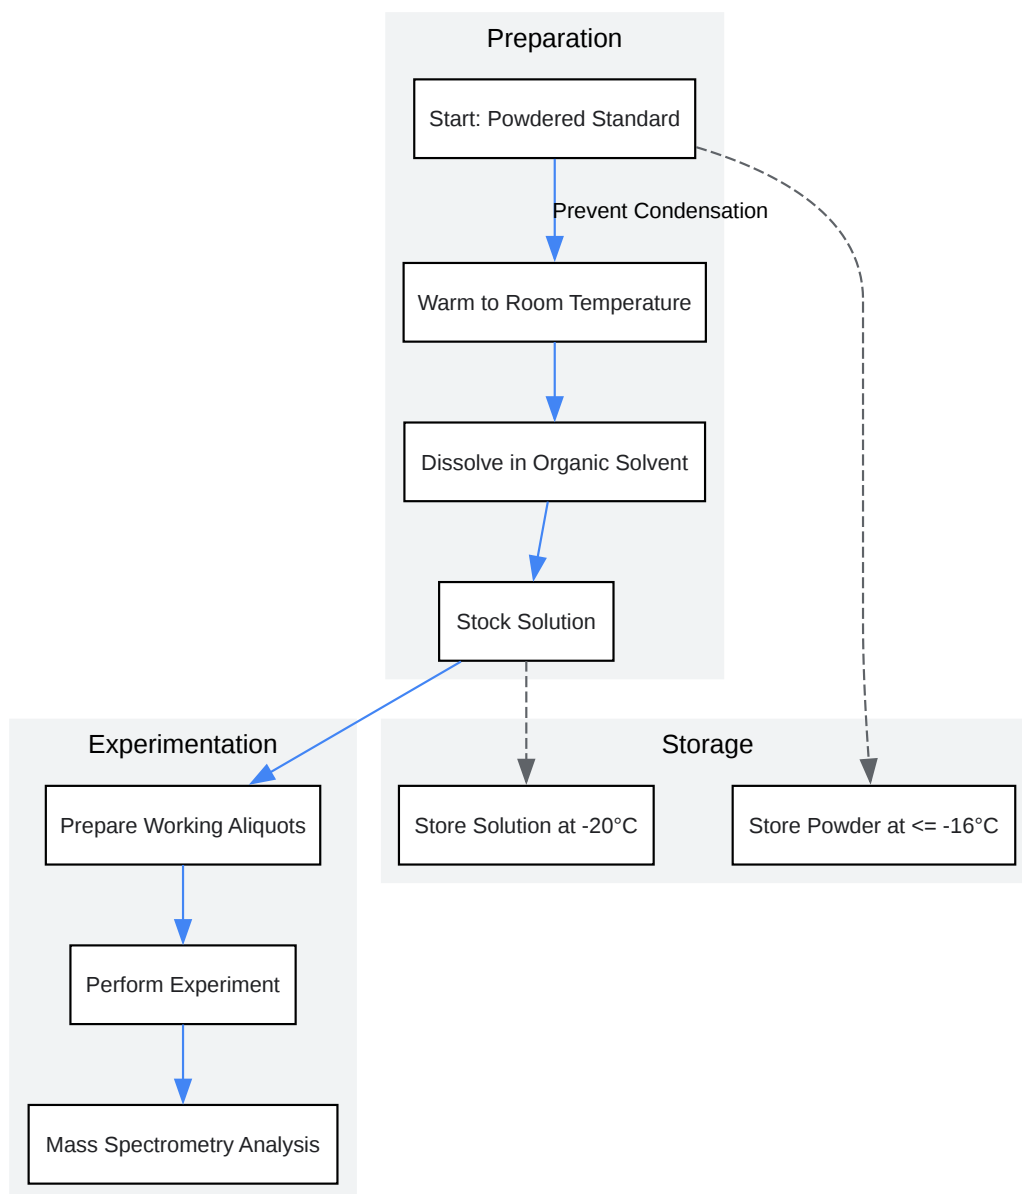 Preparation
Start: Powdered Standard
Prevent Condensation
Warm to Room Temperature
Dissolve in Organic Solvent
Stock Solution
Experimentation
Prepare Working Aliquots
Perform Experiment
Mass Spectrometry Analysis
Storage
Store Solution at -20°C
Store Powder at <= -16°C